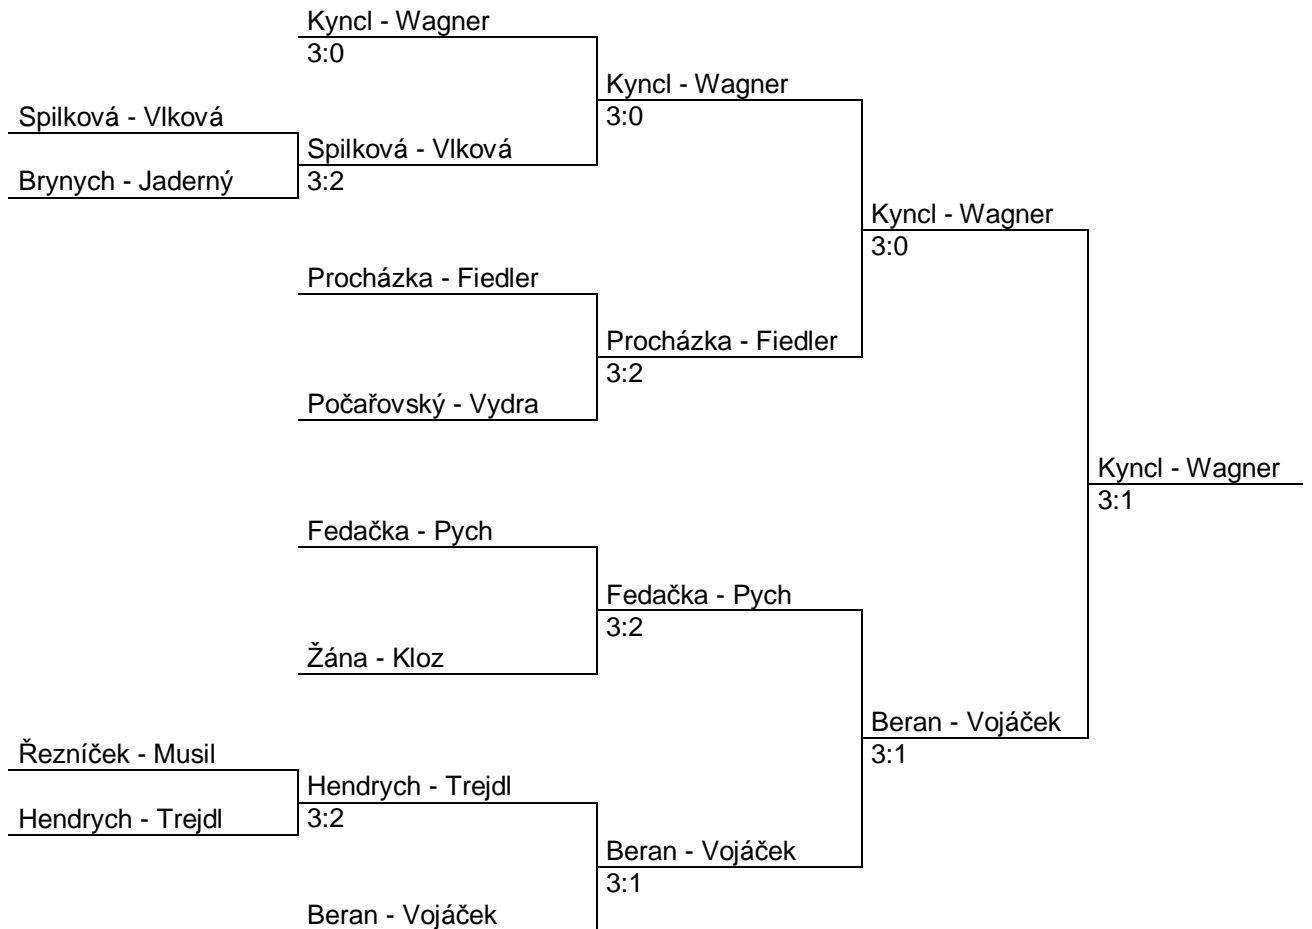 Kyncl - Wagner
3:0
Kyncl - Wagner
3:0
Spilková - Vlková
Spilková - Vlková
3:2
Brynych - Jaderný
Kyncl - Wagner
3:0
Procházka - Fiedler
Procházka - Fiedler
3:2
Počařovský - Vydra
Kyncl - Wagner
3:1
Fedačka - Pych
Fedačka - Pych
3:2
Žána - Kloz
Beran - Vojáček
3:1
Řezníček - Musil
Hendrych - Trejdl
3:2
Hendrych - Trejdl
Beran - Vojáček
3:1
Beran - Vojáček